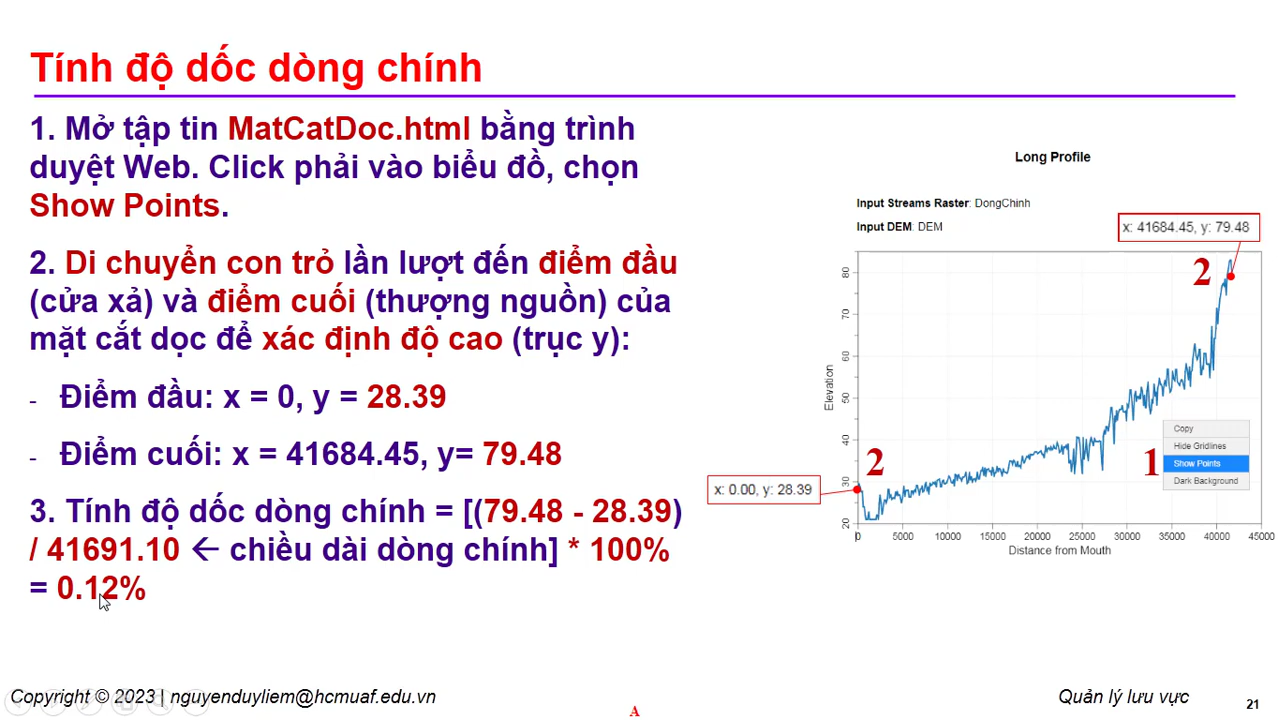 Tính độ dốc dòng chính
1. Mở tập tin MatCatDoc.html bằng trình
duyệt Web. Click phải vào biểu đồ, chọn
Show Points.
2. Di chuyển con trỏ lần lượt đến điểm đầu
(cửa xả) và điểm cuối (thượng nguồn) của
mặt cắt dọc để xác định độ cao (trục y):
- Điểm đầu: x = 0, y = 28.39
- Điểm cuối: x = 41684.45, y= 79.48
3. Tính độ dốc dòng chính = [(79.48 - 28.39)
/ 41691.10 ← chiều dài dòng chính] * 100%
= 0.12%
Long Profile
Input Streams Raster: DongChinh
Input DEM: DEM
x: 41684.45, y: 79.48
2
80
70
60
50
40
30
20
Elevation
2
x: 0.00, y: 28.39
1
Copy
Hide Gridlines
Show Points
Dark Background
0 5000 10000 15000 20000 25000 30000 35000 40000 45000
Distance from Mouth
Copyright © 2023 | nguyenduyliem@hcmuaf.edu.vn
Quản lý lưu vực
21
A